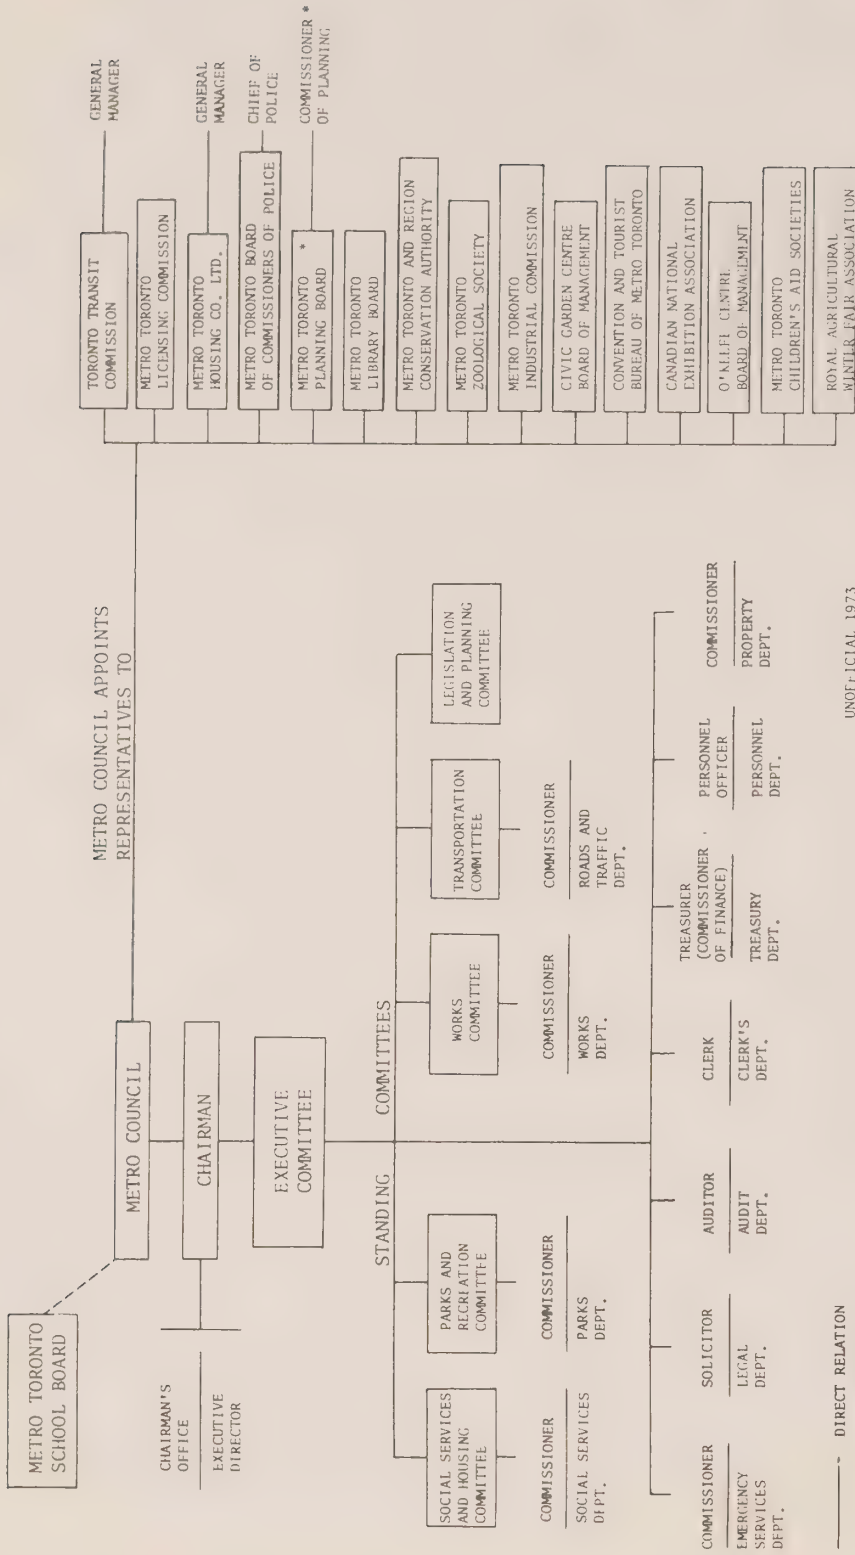 METRO TORONTO
SCHOOL BOARD
METRO COUNCIL
METRO COUNCIL APPOINTS
REPRESENTATIVES TO
CHAIRMAN
CHAIRMAN'S
OFFICE
EXECUTIVE
DIRECTOR
EXECUTIVE
COMMITTEE
STANDING COMMITTEES
SOCIAL SERVICES
AND HOUSING
COMMITTEE
COMMISSIONER
SOCIAL SERVICES
DEPT.
PARKS AND
RECREATION
COMMITTEE
COMMISSIONER
PARKS
DEPT.
WORKS
COMMITTEE
COMMISSIONER
WORKS
DEPT.
TRANSPORTATION
COMMITTEE
COMMISSIONER
ROADS AND
TRAFFIC
DEPT.
LEGISLATION
AND PLANNING
COMMITTEE
COMMISSIONER
EMERGENCY
SERVICES
DEPT.
SOLICITOR
LEGAL
DEPT.
AUDITOR
AUDIT
DEPT.
CLERK
CLERK'S
DEPT.
TREASURER
(COMMISSIONER
OF FINANCE)
TREASURY
DEPT.
PERSONNEL
OFFICER
PERSONNEL
DEPT.
COMMISSIONER
PROPERTY
DEPT.
TORONTO TRANSIT
COMMISSION
GENERAL
MANAGER
METRO TORONTO
LICENSING COMMISSION
METRO TORONTO
HOUSING CO. LTD.
GENERAL
MANAGER
METRO TORONTO BOARD
OF COMMISSIONERS OF POLICE
CHIEF OF
POLICE
METRO TORONTO *
PLANNING BOARD
COMMISSIONER *
OF PLANNING
METRO TORONTO
LIBRARY BOARD
METRO TORONTO AND REGION
CONSERVATION AUTHORITY
METRO TORONTO
ZOOLOGICAL SOCIETY
METRO TORONTO
INDUSTRIAL COMMISSION
CIVIC GARDEN CENTRE
BOARD OF MANAGEMENT
CONVENTION AND TOURIST
BUREAU OF METRO TORONTO
CANADIAN NATIONAL
EXHIBITION ASSOCIATION
O'KEEFE CENTRE
BOARD OF MANAGEMENT
METRO TORONTO
CHILDREN'S AID SOCIETIES
ROYAL AGRICULTURAL
WINTER FAIR ASSOCIATION
DIRECT RELATION
UNOFFICIAL 1973